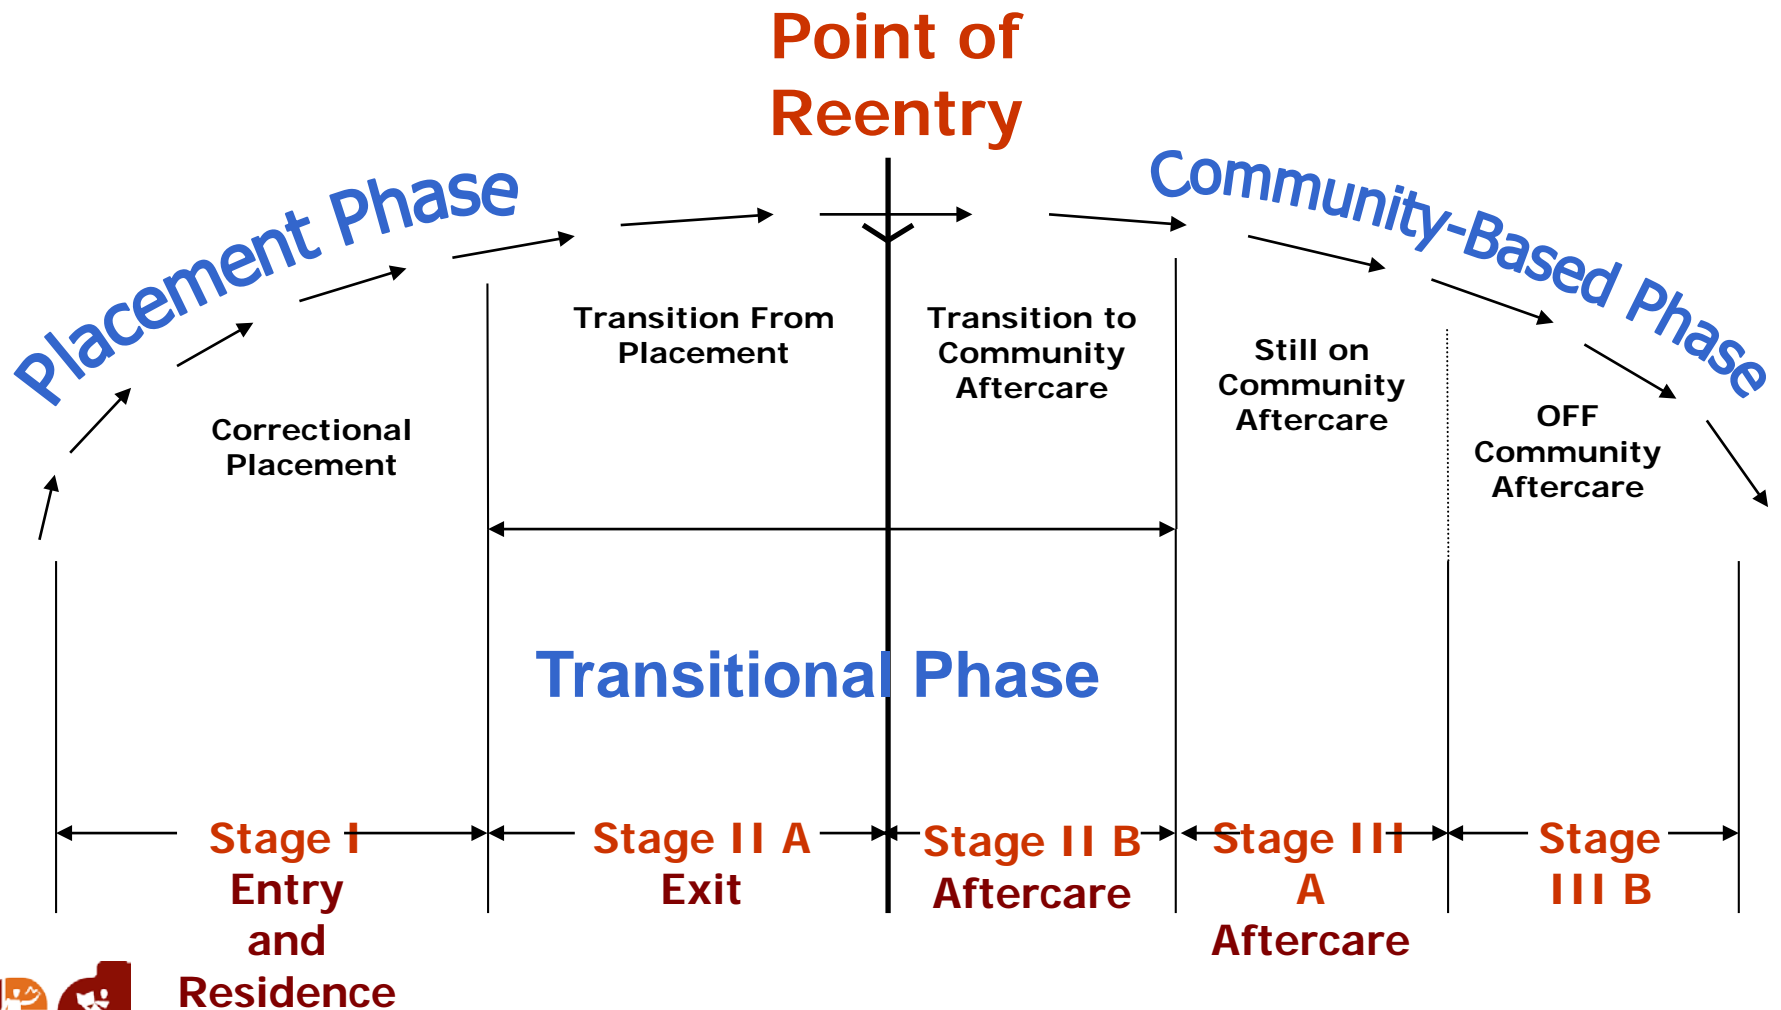 Point of
Reentry
Placement Phase
Community-Based Phase
Transition From
Placement
Transition to
Community
Aftercare
Still on
Community
Aftercare
OFF
Community
Aftercare
Correctional
Placement
Transitional Phase
Stage I
Entry
and
Residence
Stage II A
Exit
Stage II B
Aftercare
Stage III
A
Aftercare
Stage
III B